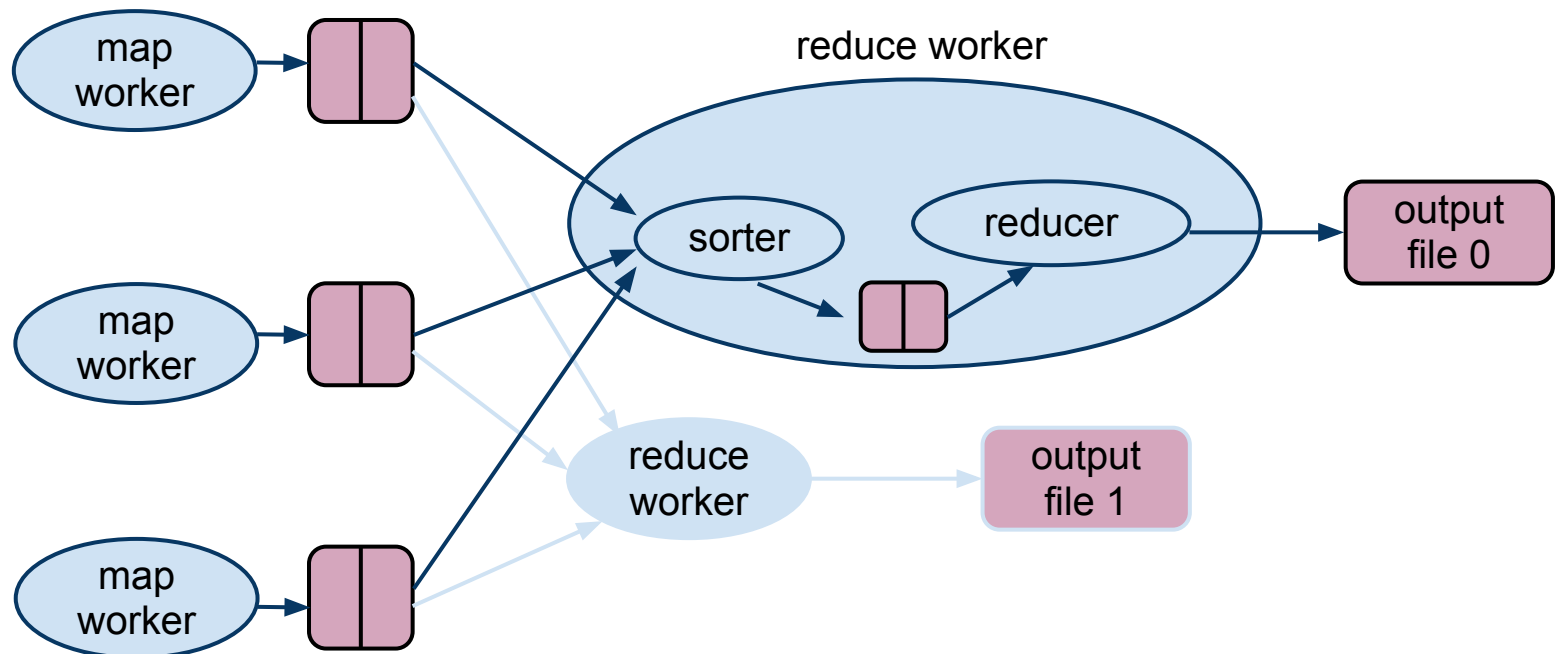 map
worker
reduce worker
sorter
reducer
output
file 0
map
worker
reduce
worker
output
file 1
map
worker